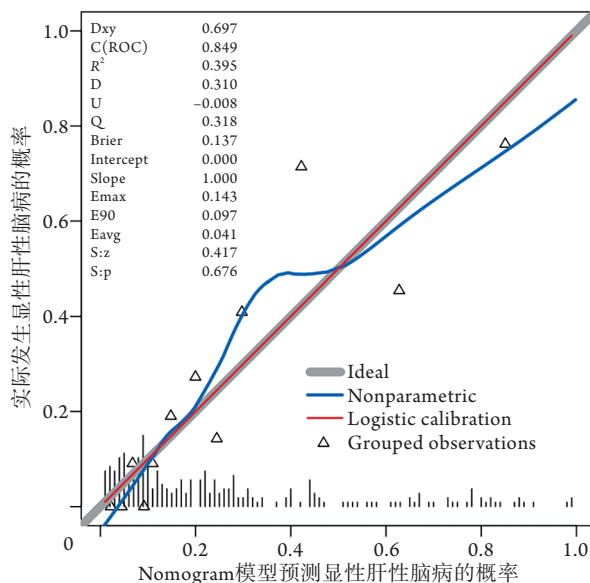 1.0
0.8
0.6
0.4
0.2
0
实际发生显性肝性脑病的概率
Dxy 0.697
C(ROC) 0.849
R² 0.395
D 0.310
U −0.008
Q 0.318
Brier 0.137
Intercept 0.000
Slope 1.000
Emax 0.143
E90 0.097
Eavg 0.041
S:z 0.417
S:p 0.676
Ideal
Nonparametric
Logistic calibration
Grouped observations
0.2 0.4 0.6 0.8 1.0
Nomogram模型预测显性肝性脑病的概率